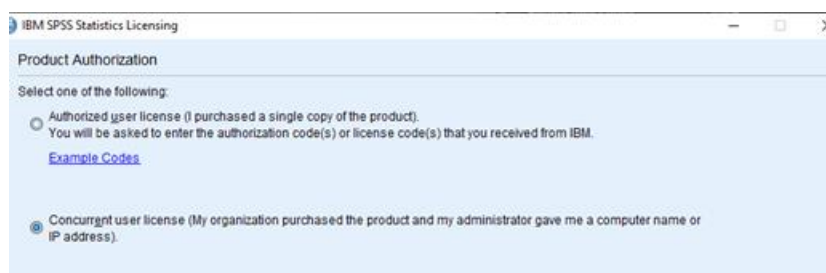 IBM SPSS Statistics Licensing
Product Authorization
Select one of the following:
Authorized user license (I purchased a single copy of the product).
You will be asked to enter the authorization code(s) or license code(s) that you received from IBM.
Example Codes
Concurrent user license (My organization purchased the product and my administrator gave me a computer name or
IP address).